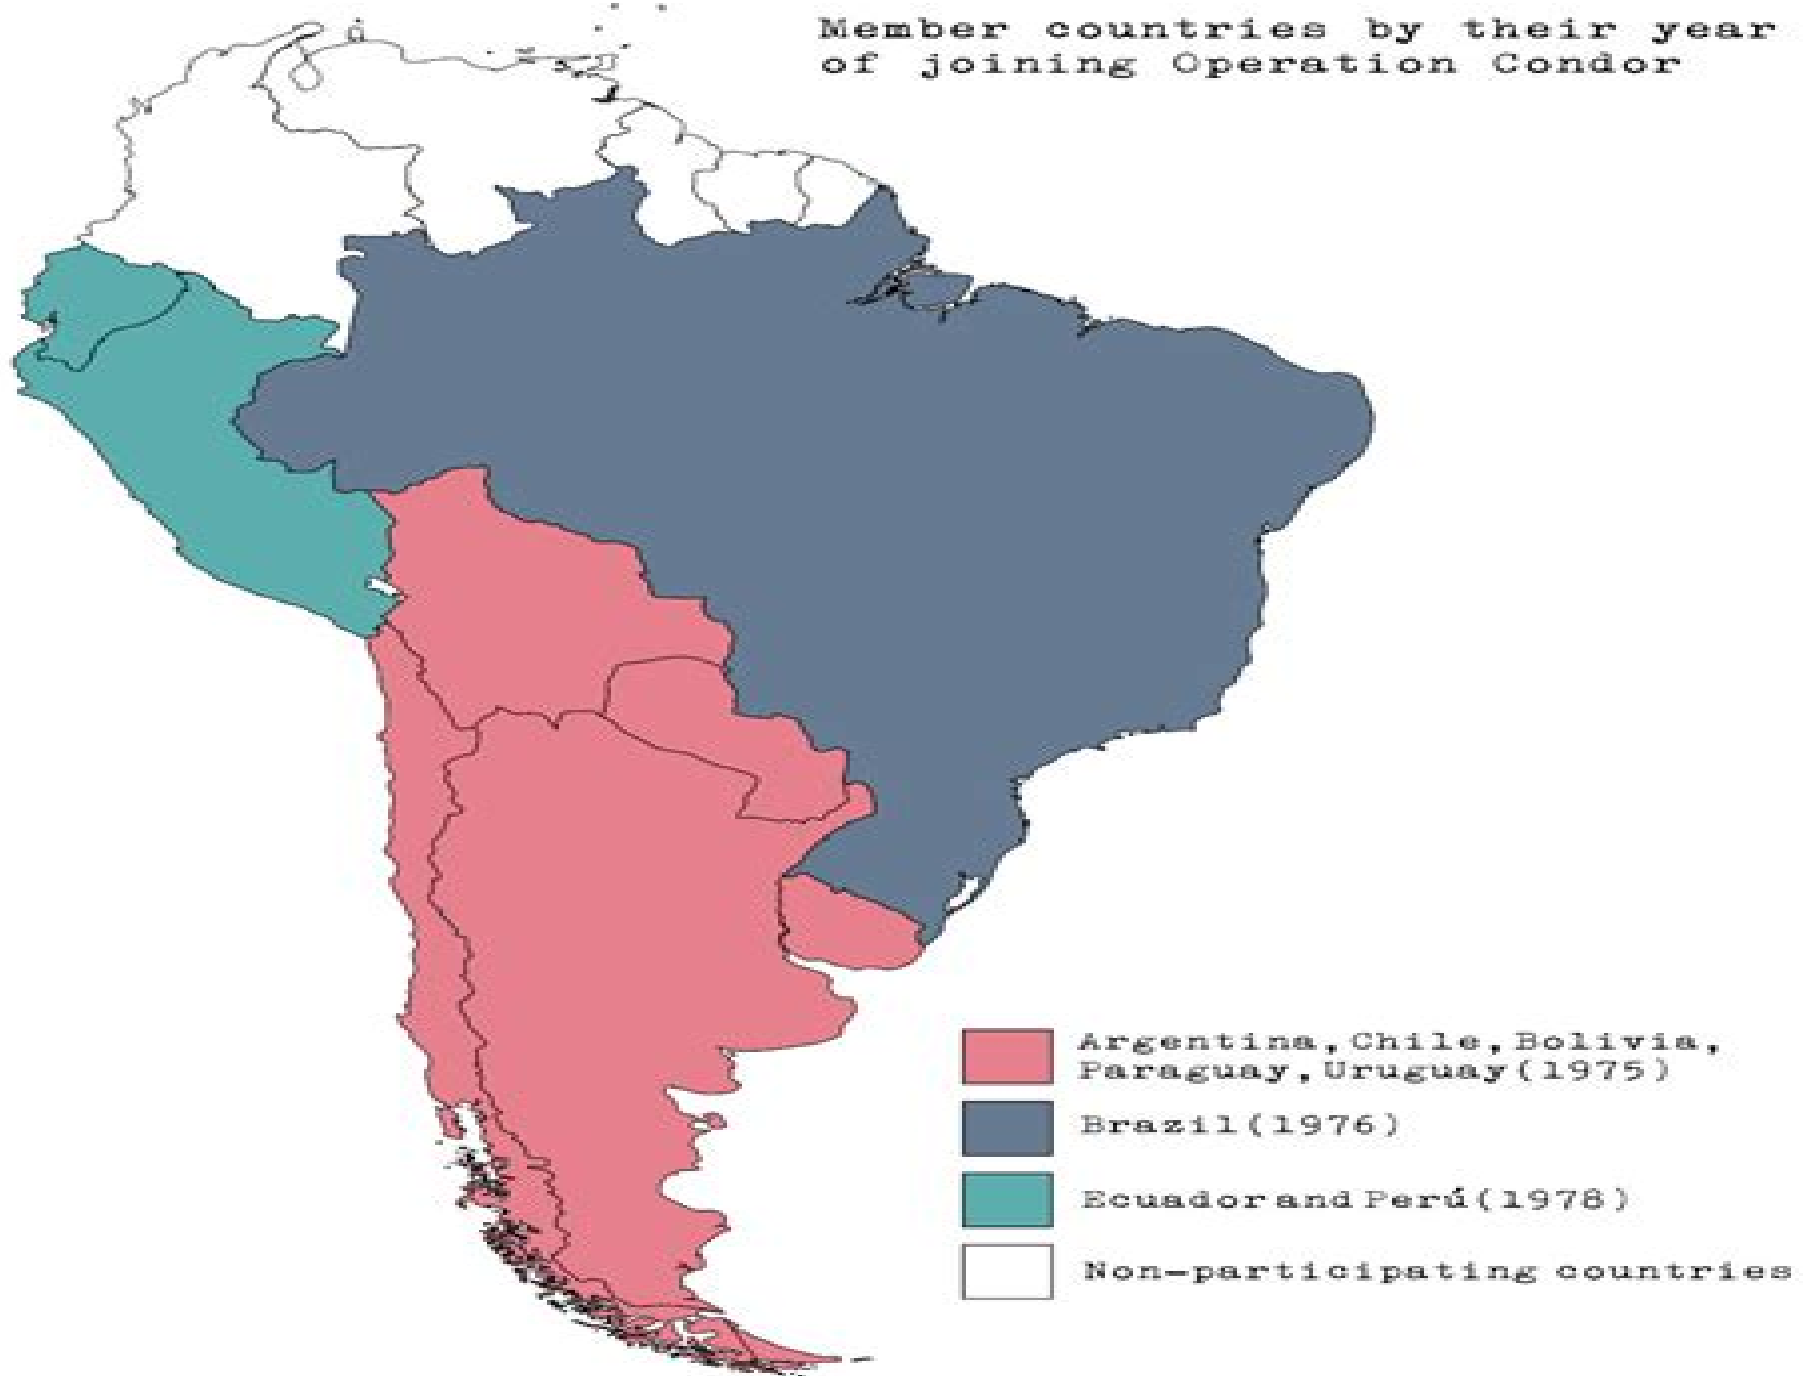 Member countries by their year
of joining Operation Condor
Argentina, Chile, Bolivia,
Paraguay, Uruguay (1975)
Brazil (1976)
Ecuador and Perú (1978)
Non-participating countries